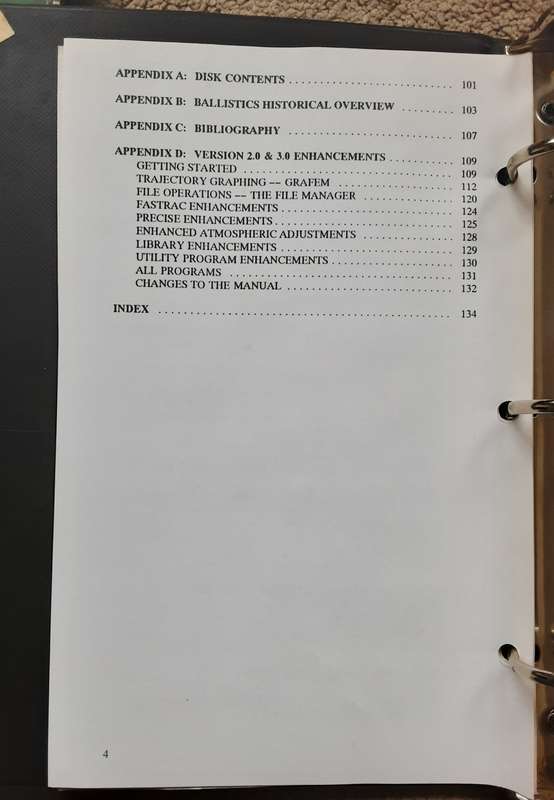 APPENDIX A: DISK CONTENTS . . . . . . . . . . . . . . . . . . . . . . . . . . 101
APPENDIX B: BALLISTICS HISTORICAL OVERVIEW . . . . . . . . 103
APPENDIX C: BIBLIOGRAPHY . . . . . . . . . . . . . . . . . . . . . . . . . . 107
APPENDIX D: VERSION 2.0 & 3.0 ENHANCEMENTS . . . . . . . . . . 109
GETTING STARTED . . . . . . . . . . . . . . . . . . . . . . . . . . . . . . . . . . 109
TRAJECTORY GRAPHING -- GRAFEM . . . . . . . . . . . . . . . . . . 112
FILE OPERATIONS -- THE FILE MANAGER . . . . . . . . . . . . . . . 120
FASTRAC ENHANCEMENTS . . . . . . . . . . . . . . . . . . . . . . . . . . . 124
PRECISE ENHANCEMENTS . . . . . . . . . . . . . . . . . . . . . . . . . . . . 125
ENHANCED ATMOSPHERIC ADJUSTMENTS . . . . . . . . . . . . . . 128
LIBRARY ENHANCEMENTS . . . . . . . . . . . . . . . . . . . . . . . . . . . 129
UTILITY PROGRAM ENHANCEMENTS . . . . . . . . . . . . . . . . . . . 130
ALL PROGRAMS . . . . . . . . . . . . . . . . . . . . . . . . . . . . . . . . . . . 131
CHANGES TO THE MANUAL . . . . . . . . . . . . . . . . . . . . . . . . . . 132
INDEX . . . . . . . . . . . . . . . . . . . . . . . . . . . . . . . . . . . . . . . . . . . . . 134
4